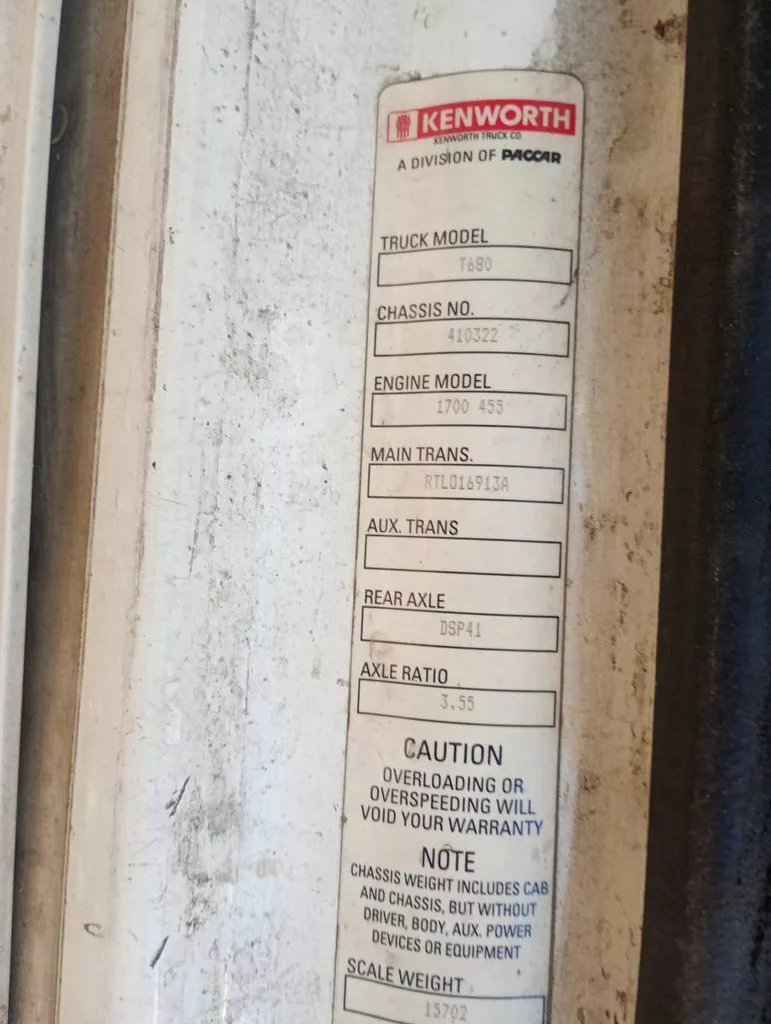 KENWORTH
KENWORTH TRUCK CO.
A DIVISION OF PACCAR
TRUCK MODEL
T680
CHASSIS NO.
410322
ENGINE MODEL
1700 455
MAIN TRANS.
RTLO16913A
AUX. TRANS
REAR AXLE
DSP41
AXLE RATIO
3.55
CAUTION
OVERLOADING OR
OVERSPEEDING WILL
VOID YOUR WARRANTY
NOTE
CHASSIS WEIGHT INCLUDES CAB
AND CHASSIS, BUT WITHOUT
DRIVER, BODY, AUX. POWER
DEVICES OR EQUIPMENT
SCALE WEIGHT
15702